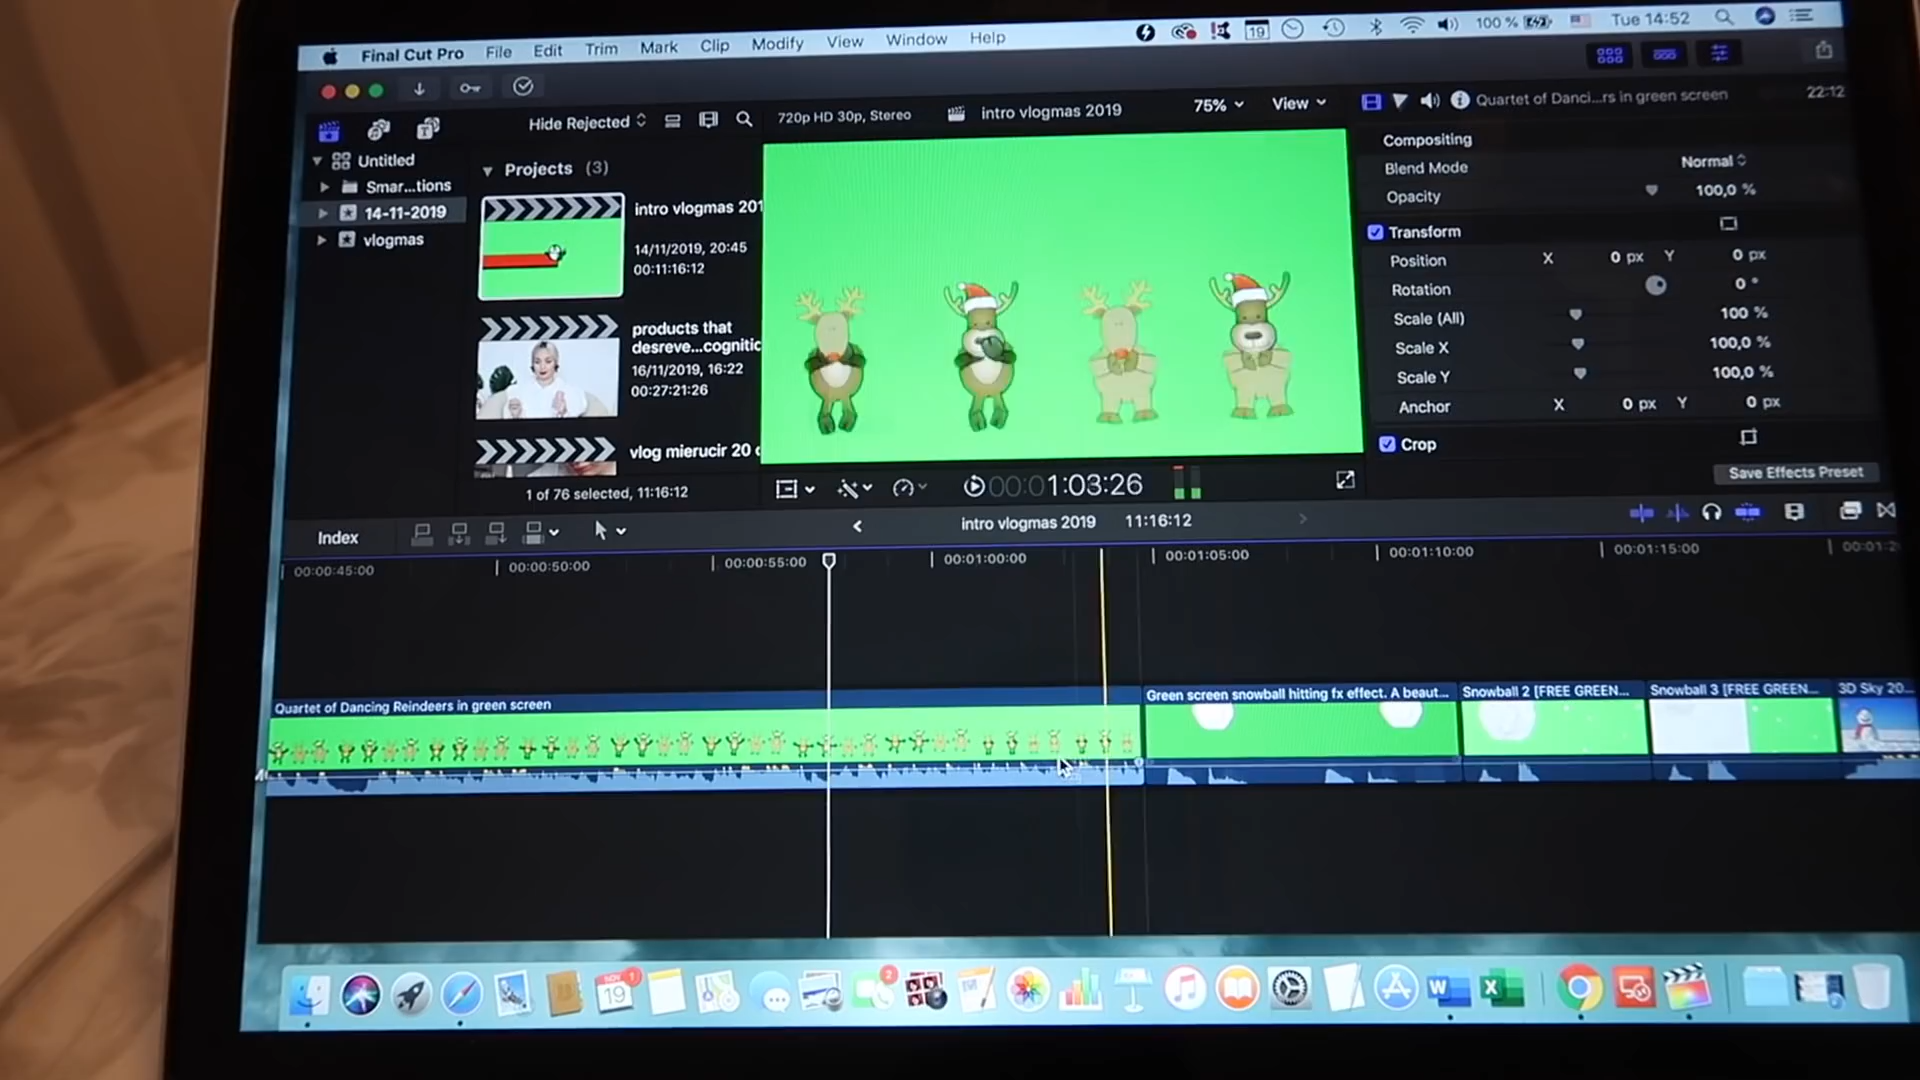 Final Cut Pro File Edit Trim Mark Clip Modify View Window Help 19 100 % Tue 14:52
Hide Rejected
720p HD 30p, Stereo intro vlogmas 2019 75% View
Quartet of Danci...rs in green screen 22:12
Untitled
Smar...tions
14-11-2019
vlogmas
Projects (3)
intro vlogmas 201
14/11/2019, 20:45
00:11:16:12
products that
desreve...cognitic
16/11/2019, 16:22
00:27:21:26
vlog mierucir 20
1 of 76 selected, 11:16:12
00:01:03:26
Compositing
Blend Mode Normal
Opacity 100,0 %
Transform
Position X 0 px Y 0 px
Rotation 0 °
Scale (All) 100 %
Scale X 100,0 %
Scale Y 100,0 %
Anchor X 0 px Y 0 px
Crop
Save Effects Preset
Index
intro vlogmas 2019 11:16:12
00:00:45:00 00:00:50:00 00:00:55:00 00:01:00:00 00:01:05:00 00:01:10:00 00:01:15:00 00:01:2
Quartet of Dancing Reindeers in green screen
Green screen snowball hitting fx effect. A beaut...
Snowball 2 [FREE GREEN...
Snowball 3 [FREE GREEN...
3D Sky 20...
NOV 1
19
2
W X